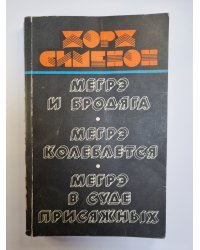 ЖОРЖ
СИМЕНОН
МЕГРЭ
И БРОДЯГА
•
МЕГРЭ
КОЛЕБЛЕТСЯ
•
МЕГРЭ
В СУДЕ
ПРИСЯЖНЫХ